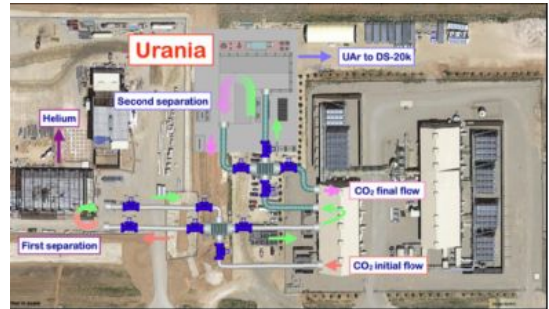 Urania
UAr to DS-20k
Second separation
Helium
CO₂ final flow
First separation
CO₂ initial flow